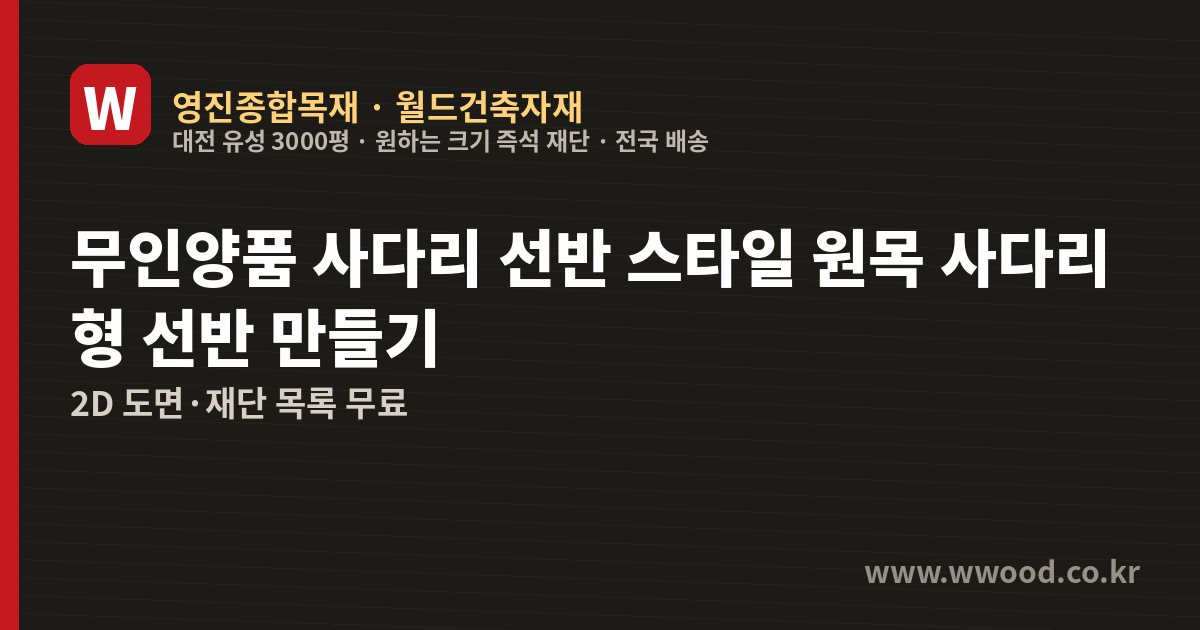 W
영진종합목재 · 월드건축자재
대전 유성 3000평 · 원하는 크기 즉석 재단 · 전국 배송
무인양품 사다리 선반 스타일 원목 사다리
형 선반 만들기
2D 도면·재단 목록 무료
www.wwood.co.kr